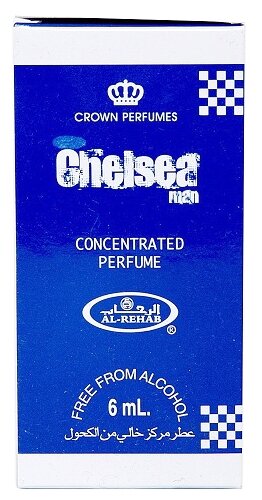 CROWN PERFUMES
Chelsea
man
CONCENTRATED
PERFUME
الرحاب
AL-REHAB
®
FREE FROM ALCOHOL
6 mL.
عطر مركز خالي من الكحول